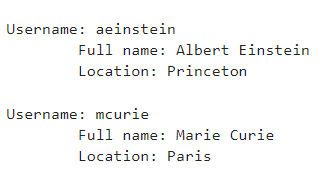 Username: aeinstein
Full name: Albert Einstein
Location: Princeton
Username: mcurie
Full name: Marie Curie
Location: Paris